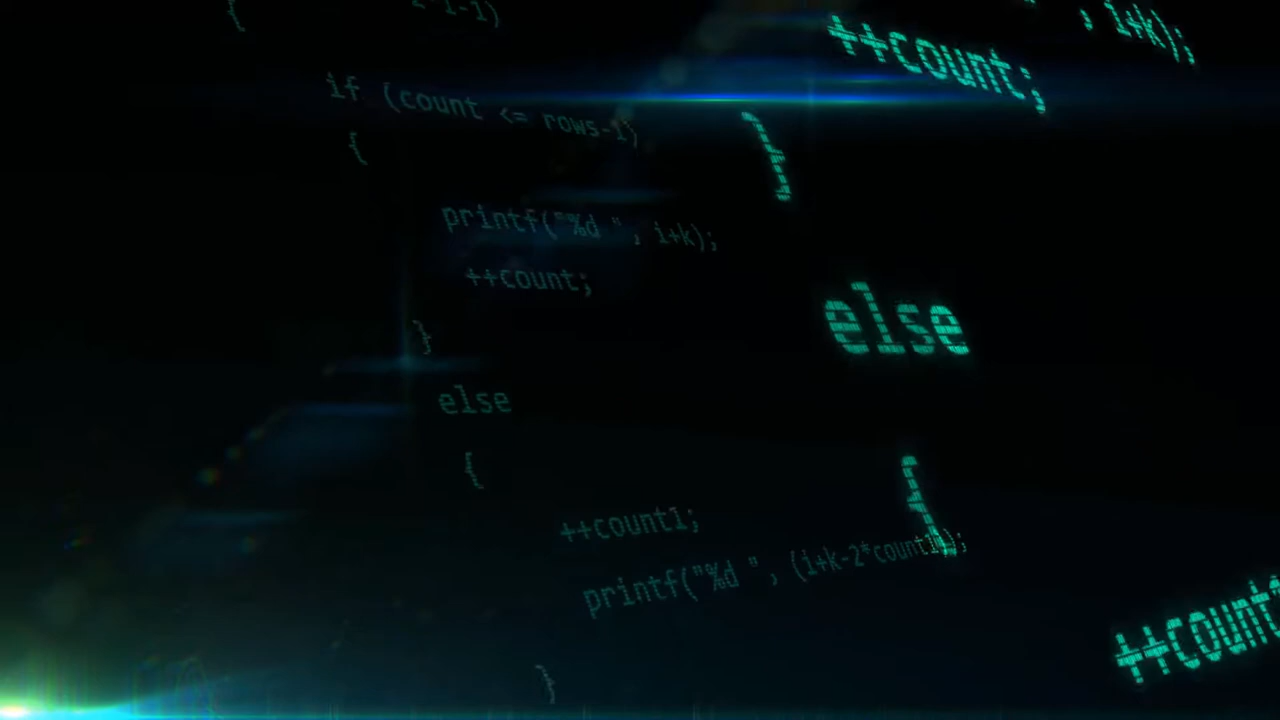 {
if (count <= rows-1)
{
printf("%d ", i+k);
++count;
}
else
{
++count1;
printf("%d ", (i+k-2*count1));
}
, i+k);
++count;
}
else
{
++count